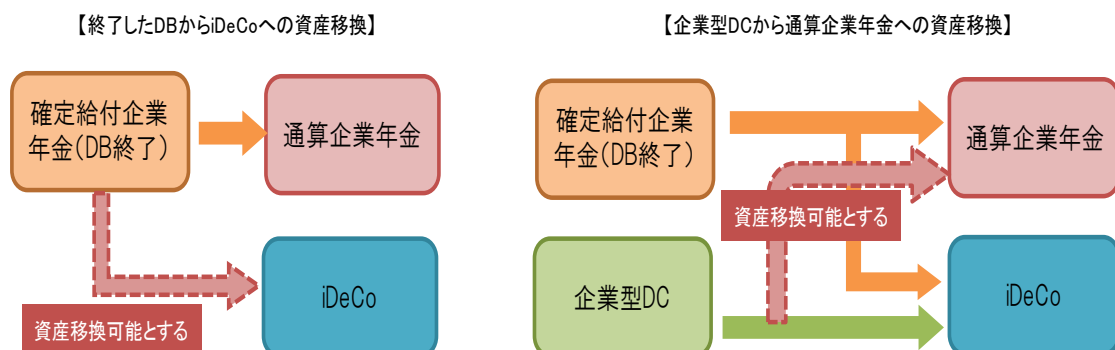 【終了したDBからiDeCoへの資産移換】
確定給付企業
年金(DB終了)
通算企業年金
iDeCo
資産移換可能とする
【企業型DCから通算企業年金への資産移換】
確定給付企業
年金(DB終了)
通算企業年金
資産移換可能とする
企業型DC
iDeCo